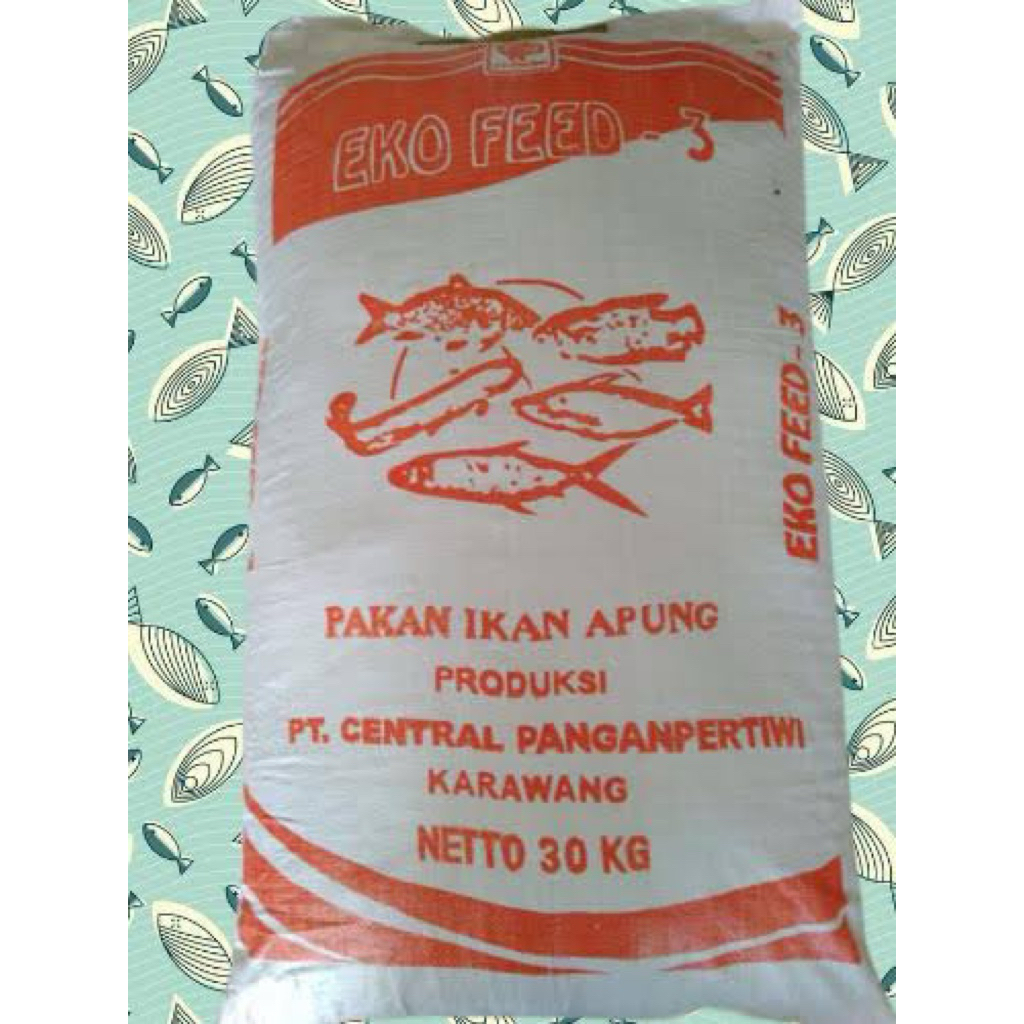 EKO FEED - 3
EKO FEED - 3
PAKAN IKAN APUNG
PRODUKSI
PT. CENTRAL PANGANPERTIWI
KARAWANG
NETTO 30 KG